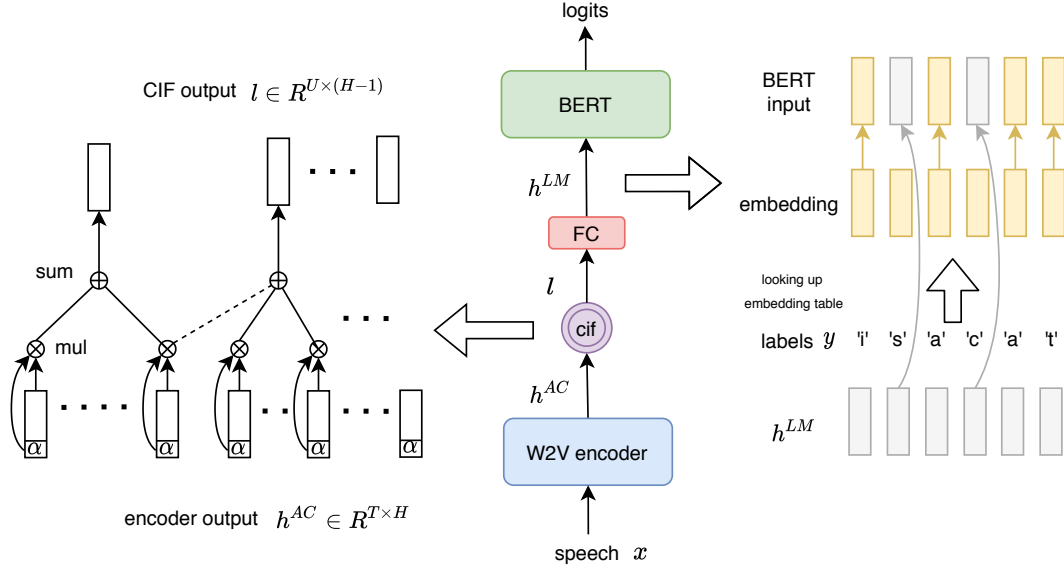 logits
CIF output l ∈ R^{U×(H−1)}
BERT
BERT
input
h^{LM}
embedding
FC
sum
l
looking up
embedding table
cif
mul
labels y 'i' 's' 'a' 'c' 'a' 't'
h^{AC}
h^{LM}
α α α α α
W2V encoder
encoder output h^{AC} ∈ R^{T×H}
speech x